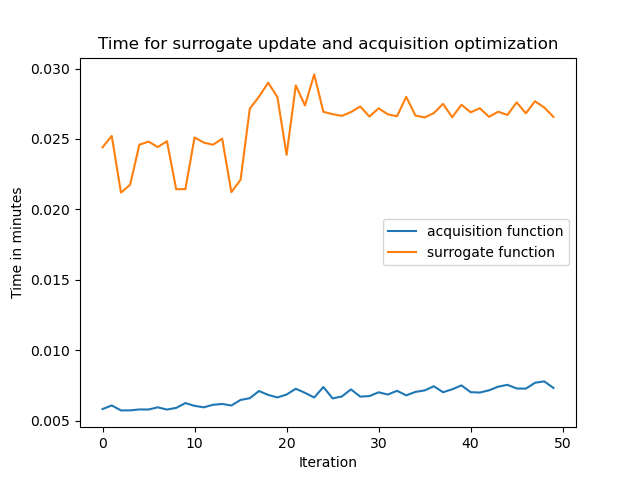 Time for surrogate update and acquisition optimization
0.030
0.025
0.020
0.015
0.010
0.005
Time in minutes
acquisition function
surrogate function
0 10 20 30 40 50
Iteration